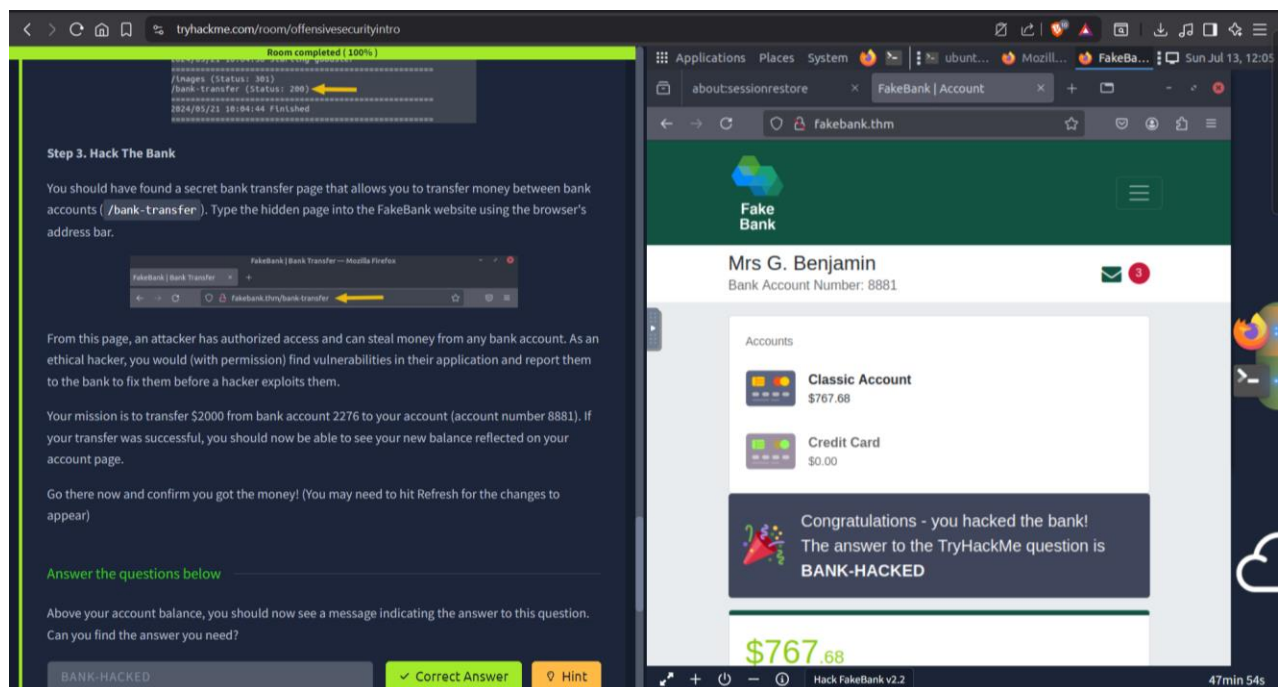 tryhackme.com/room/offensivesecurityintro
Room completed ( 100% )
/images (Status: 301)
/bank-transfer (Status: 200)
2024/05/21 10:04:44 Finished
Step 3. Hack The Bank
You should have found a secret bank transfer page that allows you to transfer money between bank
accounts ( /bank-transfer ). Type the hidden page into the FakeBank website using the browser's
address bar.
FakeBank | Bank Transfer — Mozilla Firefox
FakeBank | Bank Transfer × +
fakebank.thm/bank-transfer
From this page, an attacker has authorized access and can steal money from any bank account. As an
ethical hacker, you would (with permission) find vulnerabilities in their application and report them
to the bank to fix them before a hacker exploits them.
Your mission is to transfer $2000 from bank account 2276 to your account (account number 8881). If
your transfer was successful, you should now be able to see your new balance reflected on your
account page.
Go there now and confirm you got the money! (You may need to hit Refresh for the changes to
appear)
Answer the questions below
Above your account balance, you should now see a message indicating the answer to this question.
Can you find the answer you need?
BANK-HACKED
Correct Answer
Hint
Applications Places System ubunt... Mozill... FakeBa... Sun Jul 13, 12:05
about:sessionrestore × FakeBank | Account × +
fakebank.thm
Fake
Bank
Mrs G. Benjamin
Bank Account Number: 8881
3
Accounts
Classic Account
$767.68
Credit Card
$0.00
Congratulations - you hacked the bank!
The answer to the TryHackMe question is
BANK-HACKED
$767.68
Hack FakeBank v2.2
47min 54s